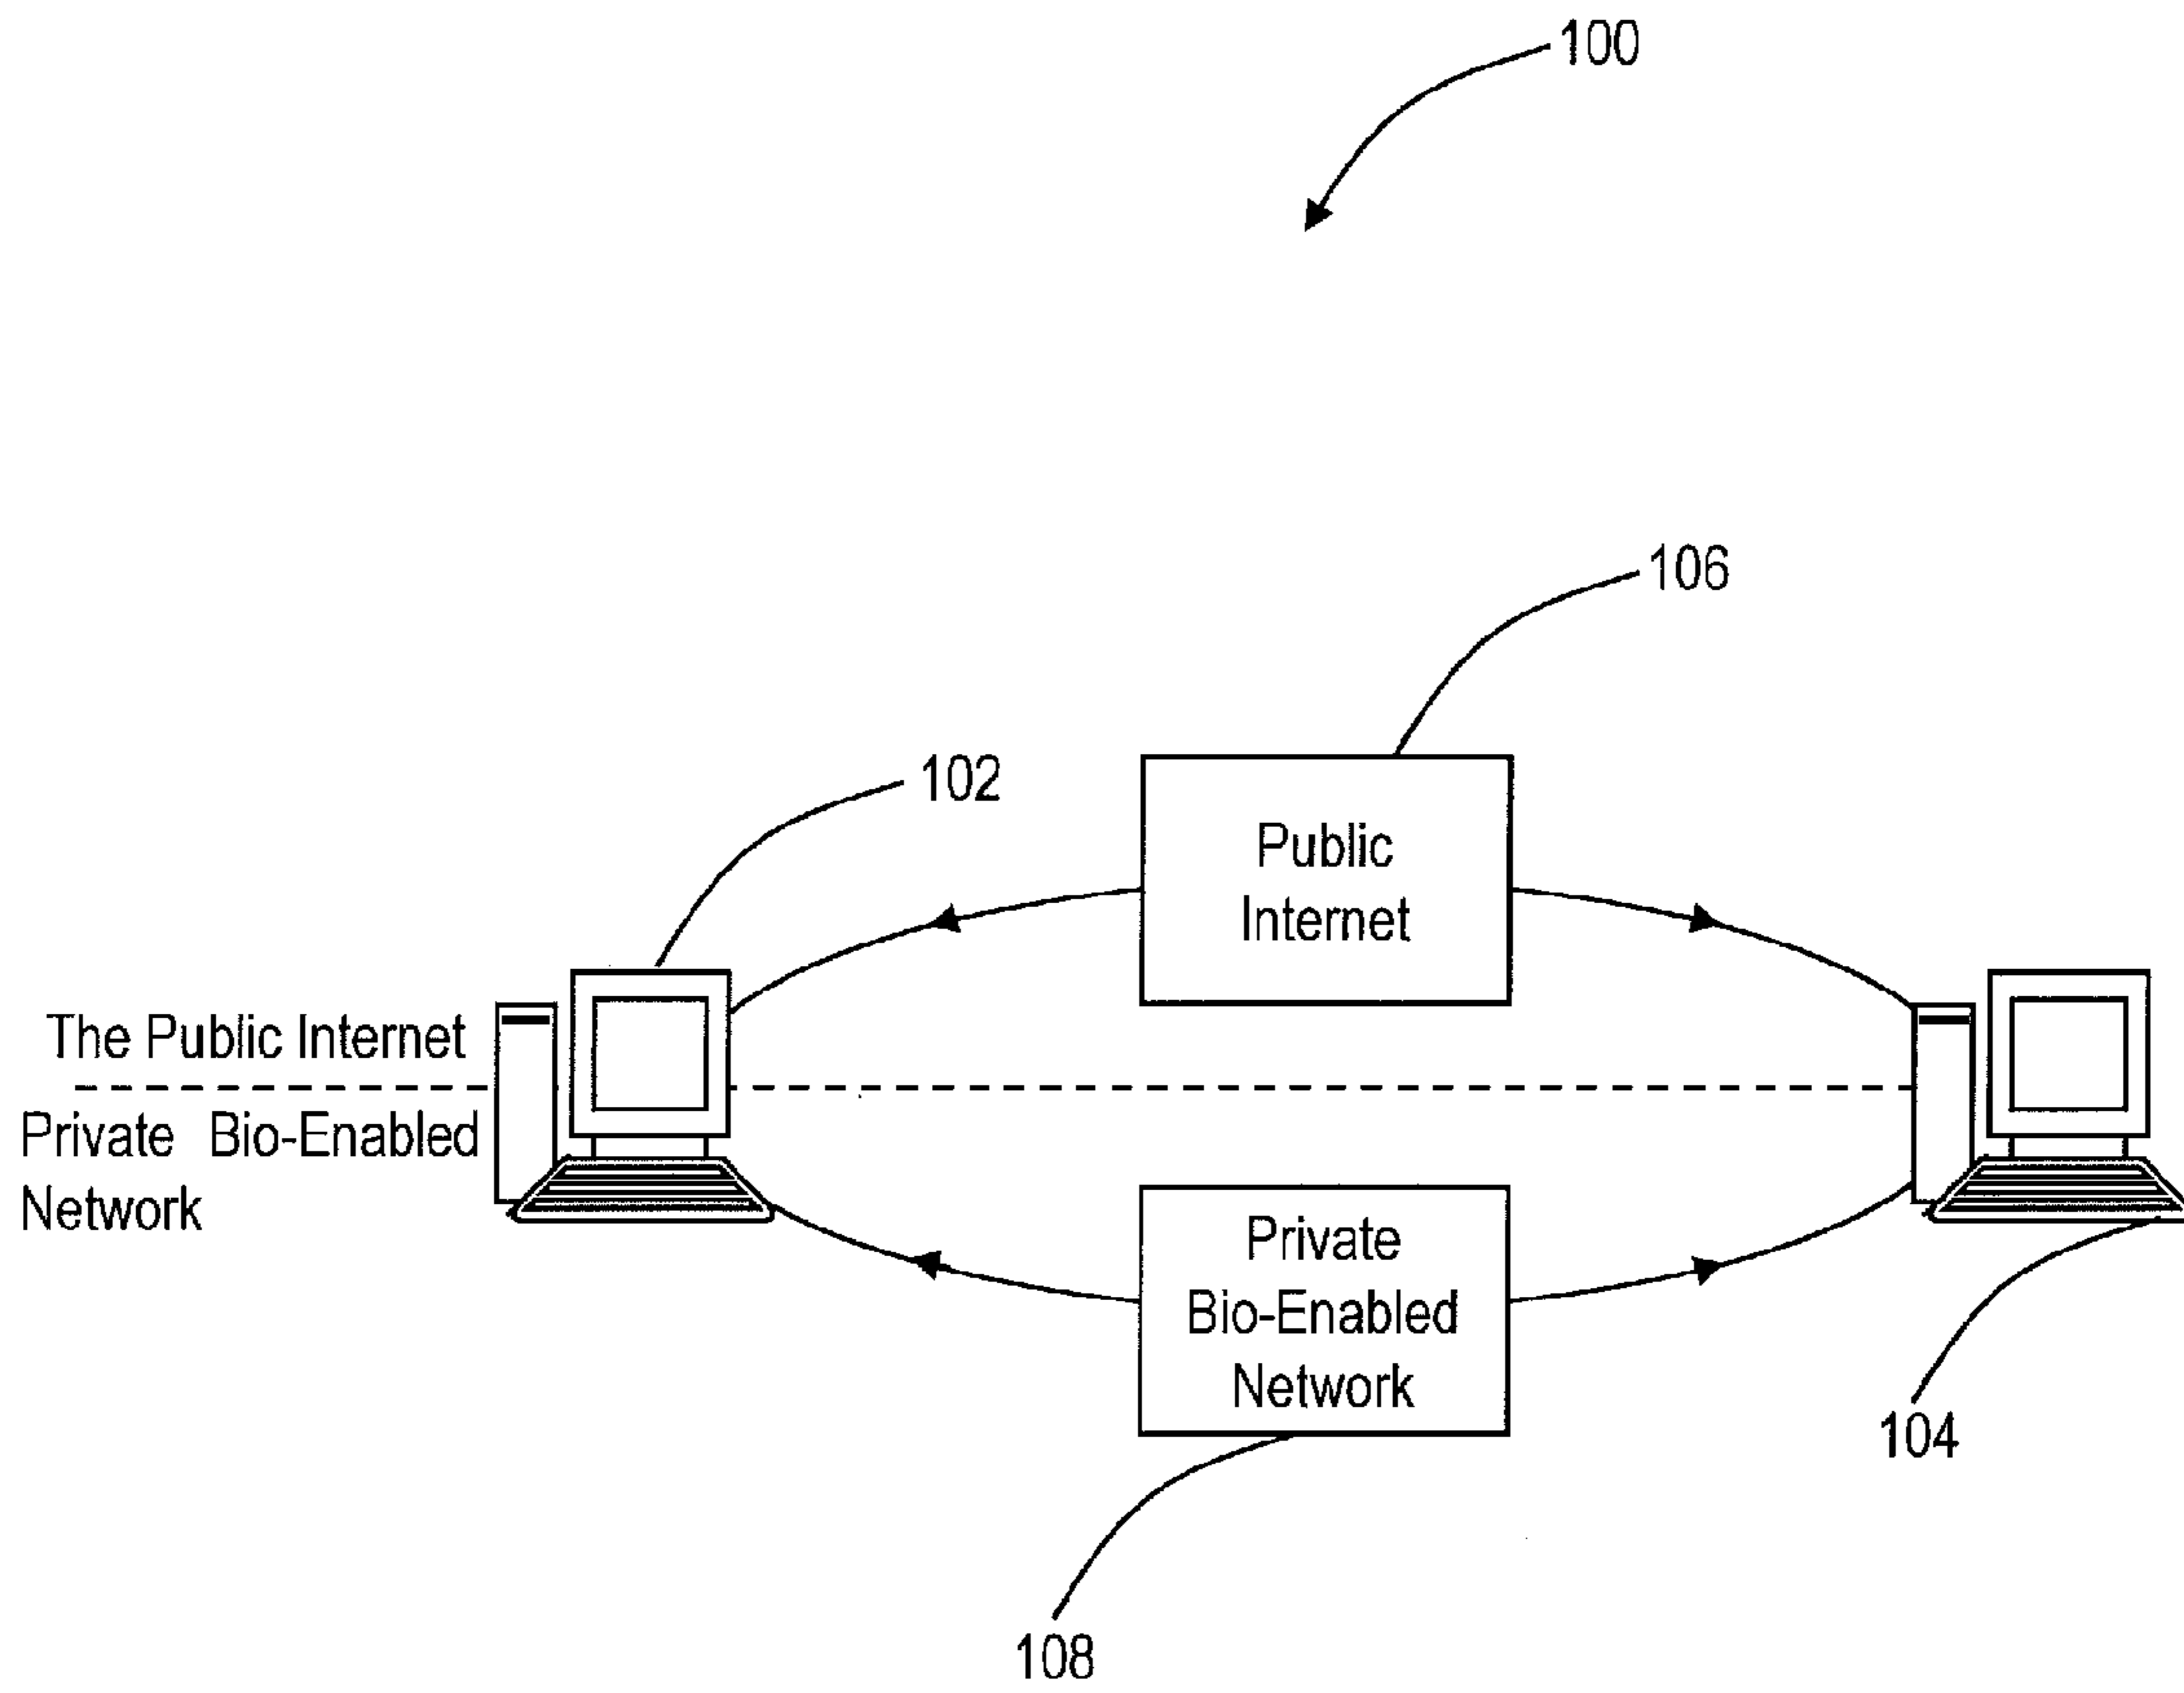 100
106
102
Public
Internet
The Public Internet
Private Bio-Enabled
Network
Private
Bio-Enabled
Network
104
108